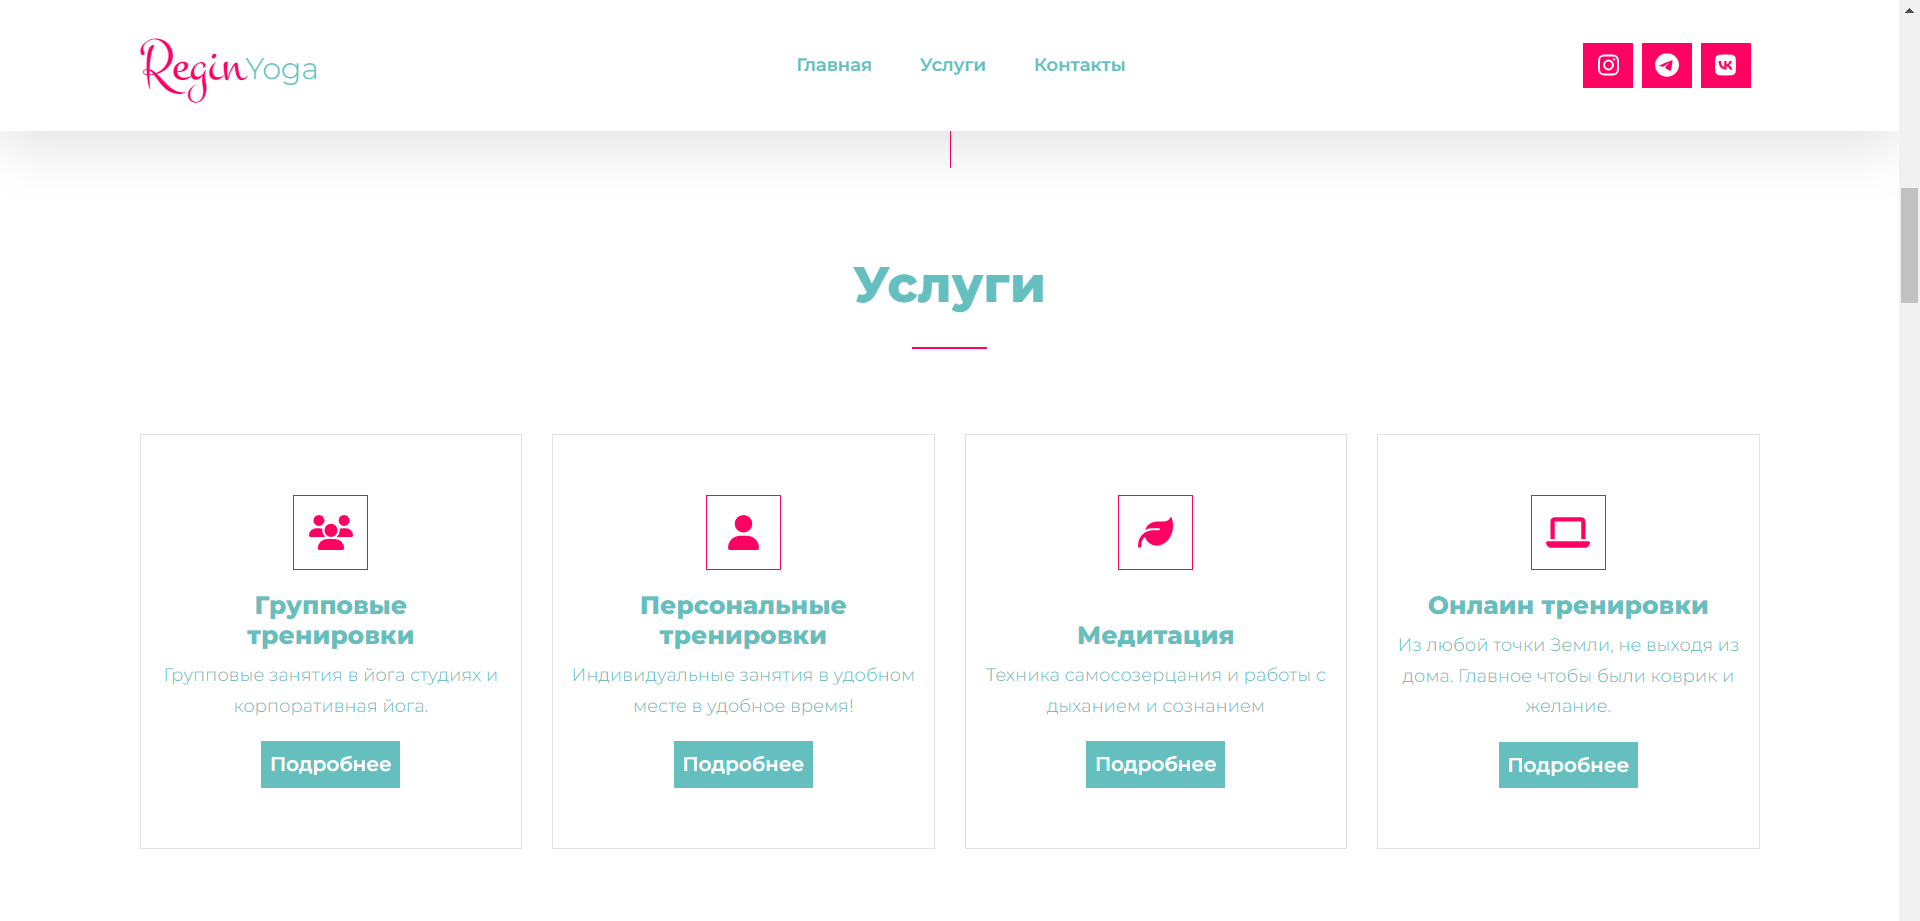 ReginYoga
Главная Услуги Контакты
Услуги
Групповые
тренировки
Групповые занятия в йога студиях и
корпоративная йога.
Подробнее
Персональные
тренировки
Индивидуальные занятия в удобном
месте в удобное время!
Подробнее
Медитация
Техника самосозерцания и работы с
дыханием и сознанием
Подробнее
Онлаин тренировки
Из любой точки Земли, не выходя из
дома. Главное чтобы были коврик и
желание.
Подробнее